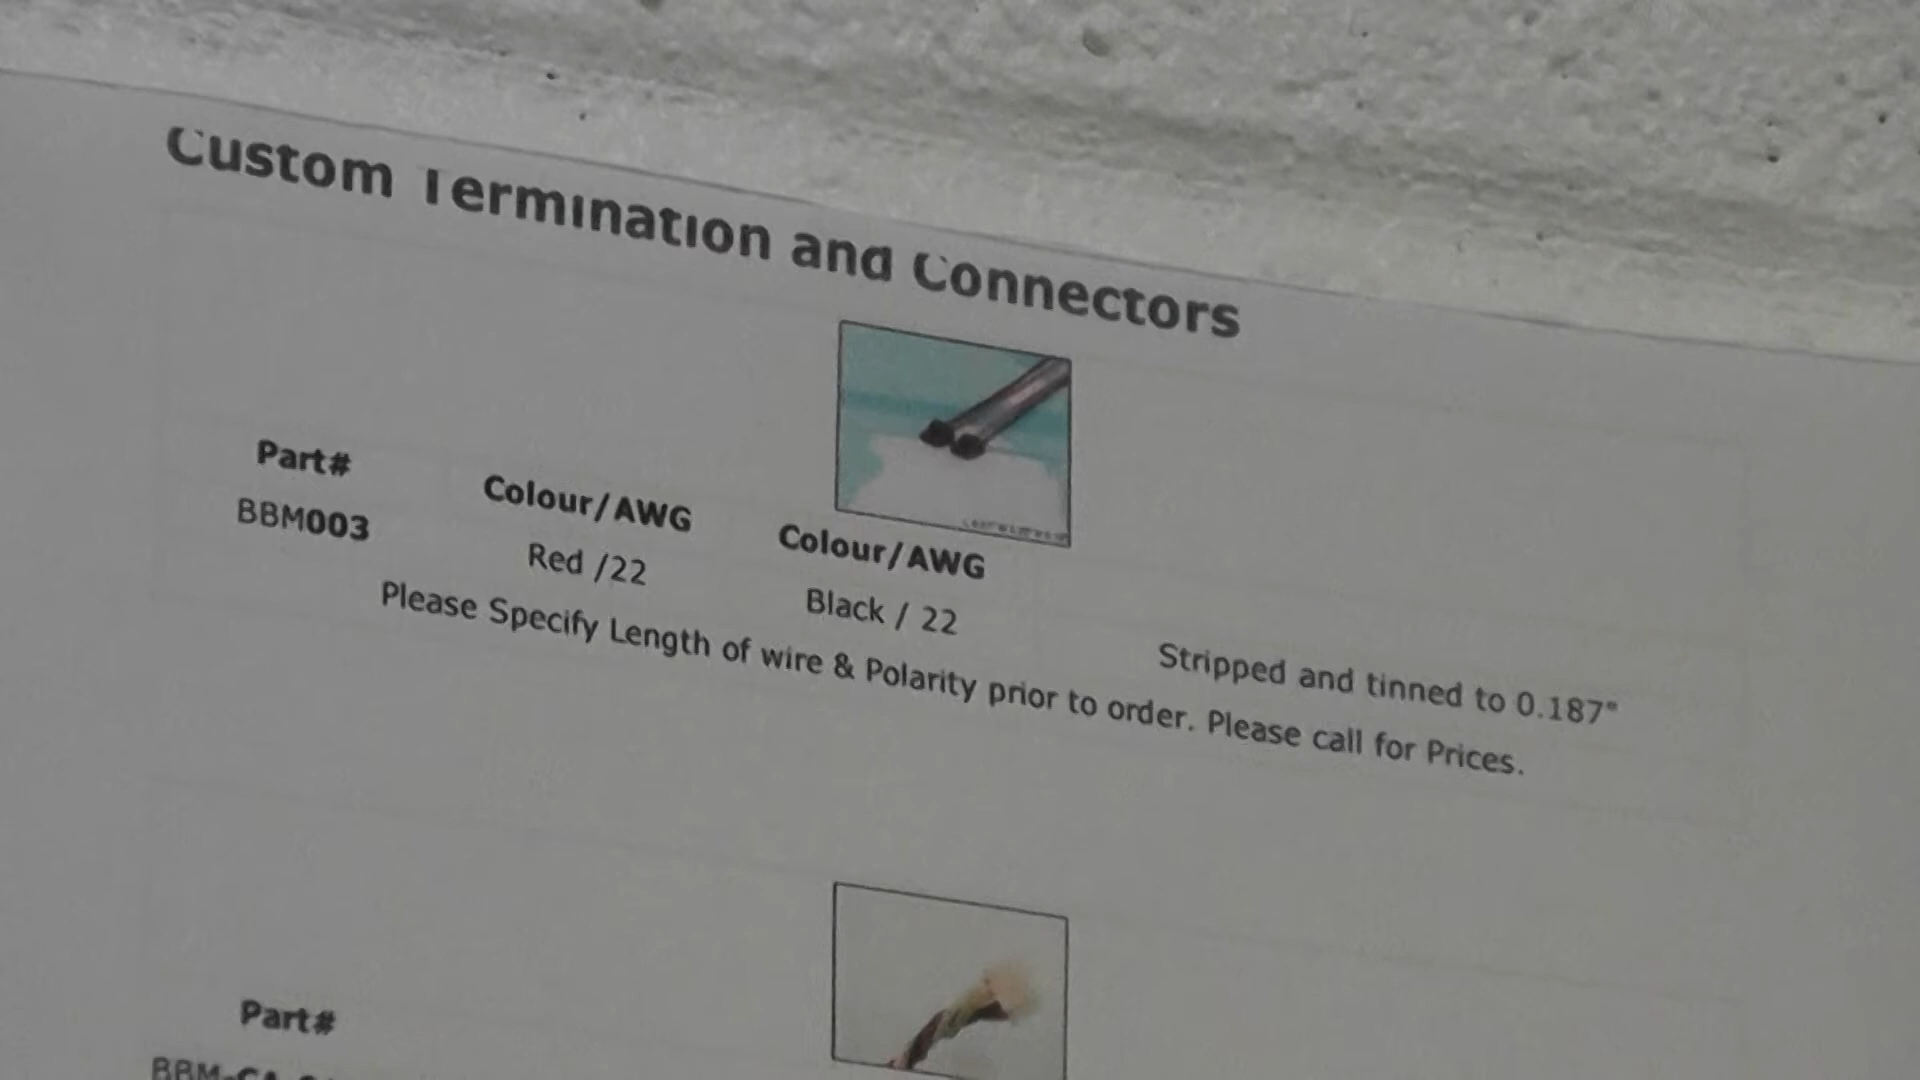 Custom Termination and Connectors
Part# Colour/AWG Colour/AWG
BBM003 Red /22 Black / 22 Stripped and tinned to 0.187"
Please Specify Length of wire & Polarity prior to order. Please call for Prices.
Part#